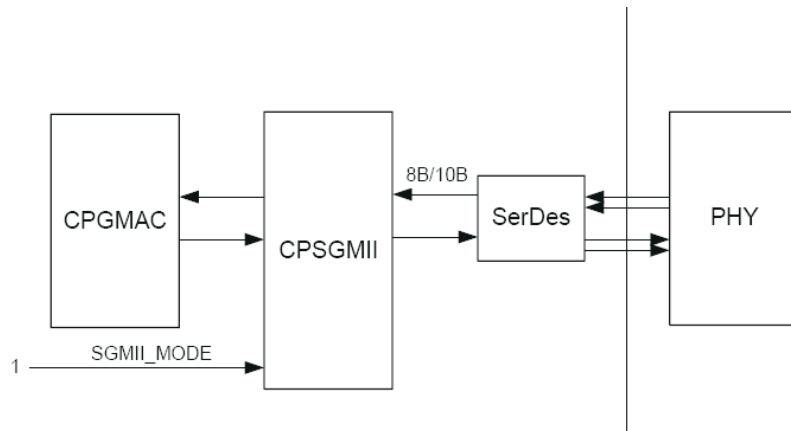 8B/10B
CPGMAC
CPSGMII
SerDes
PHY
SGMII_MODE
1